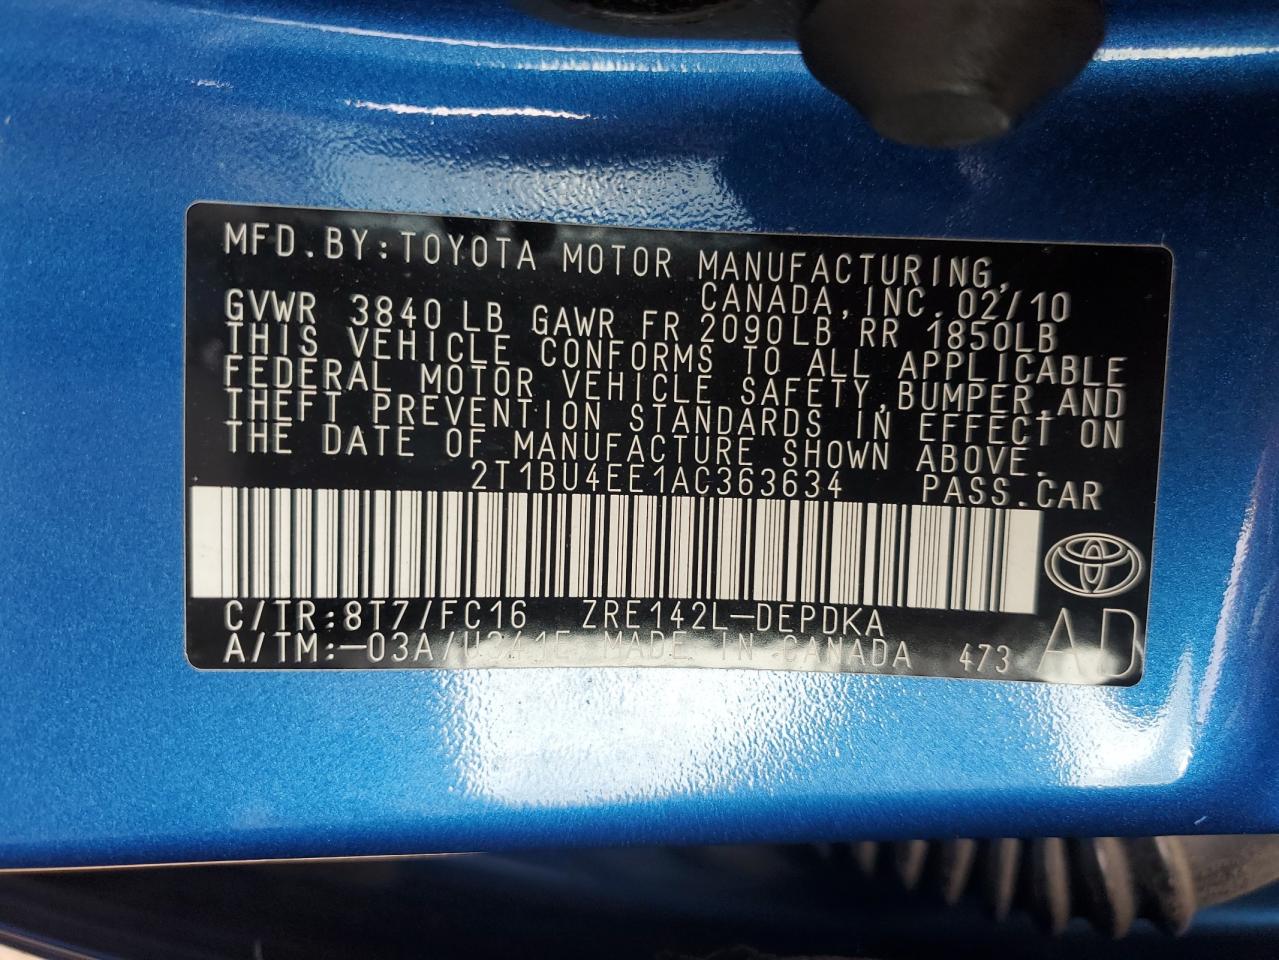 MFD.BY:TOYOTA MOTOR MANUFACTURING,
CANADA,INC.02/10
GVWR 3840 LB GAWR FR 2090LB RR 1850LB
THIS VEHICLE CONFORMS TO ALL APPLICABLE
FEDERAL MOTOR VEHICLE SAFETY,BUMPER,AND
THEFT PREVENTION STANDARDS IN EFFECT ON
THE DATE OF MANUFACTURE SHOWN ABOVE.
2T1BU4EE1AC363634 PASS.CAR
C/TR:8T7/FC16 ZRE142L-DEPDKA
A/TM:-03A/U341E MADE IN CANADA 473 AD